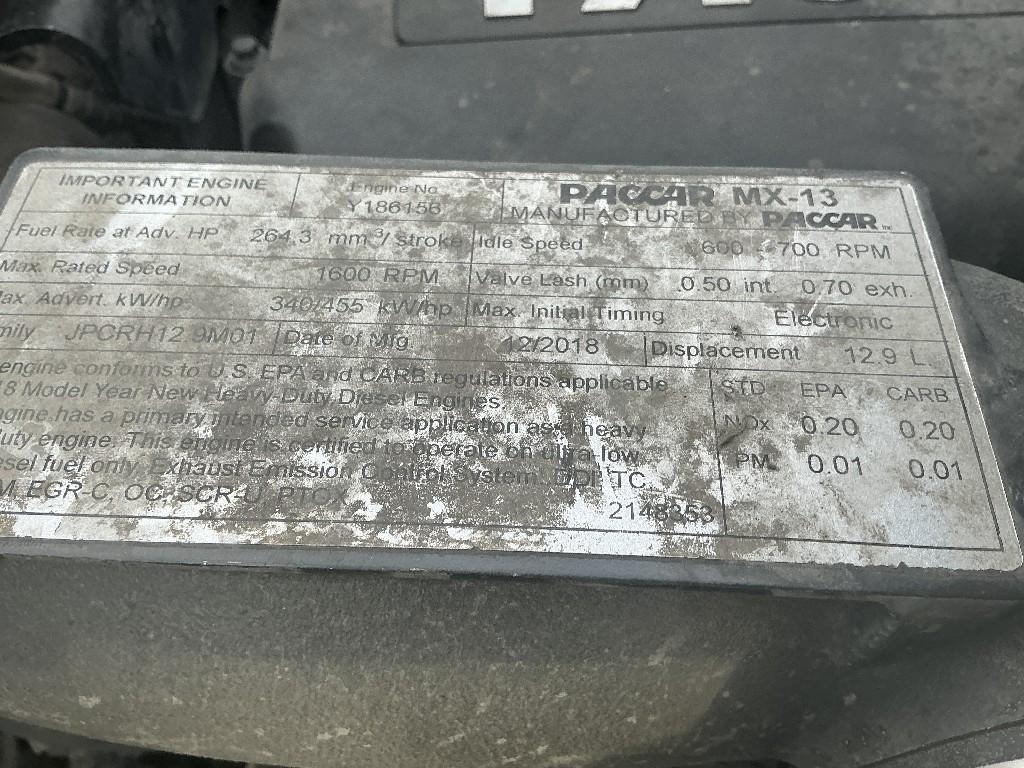 IMPORTANT ENGINE
INFORMATION
Engine No
Y186156
PACCAR MX-13
MANUFACTURED BY PACCAR
Fuel Rate at Adv. HP 264.3 mm³/ stroke
Idle Speed 600 - 700 RPM
Max. Rated Speed 1600 RPM
Valve Lash (mm) 0.50 int. 0.70 exh.
ax. Advert. kW/hp 340/455 kW/hp
Max. Initial Timing Electronic
mily JPCRH12.9M01
Date of Mfg. 12/2018
Displacement 12.9 L.
engine conforms to U.S. EPA and CARB regulations applicable
18 Model Year New Heavy-Duty Diesel Engines.
ngine has a primary intended service application as a heavy
uty engine. This engine is certified to operate on ultra-low
esel fuel only. Exhaust Emission Control System: DDI, TC,
M, EGR-C, OC, SCR-U, PTOX
2148353
STD EPA CARB
NOx 0.20 0.20
PM 0.01 0.01